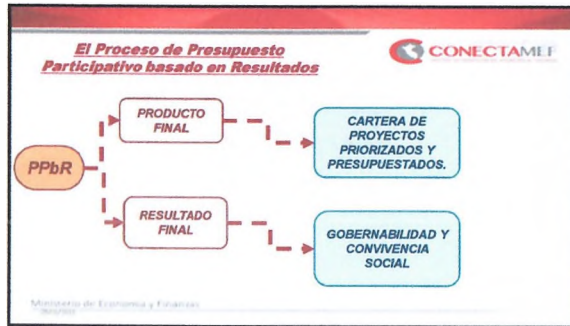 El Proceso de Presupuesto
Participativo basado en Resultados
CONECTAMEF
PRODUCTO
FINAL
CARTERA DE
PROYECTOS
PRIORIZADOS Y
PRESUPUESTADOS.
PPbR
RESULTADO
FINAL
GOBERNABILIDAD Y
CONVIVENCIA
SOCIAL
Ministerio de Economía y Finanzas